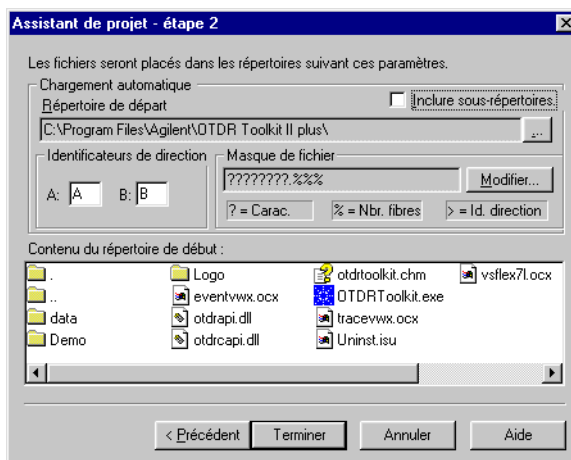 Assistant de projet - étape 2
Les fichiers seront placés dans les répertoires suivant ces paramètres.
Chargement automatique
Répertoire de départ
Inclure sous-répertoires.
C:\Program Files\Agilent\OTDR Toolkit II plus\
...
Identificateurs de direction
Masque de fichier
A: A B: B
????????.%%%
Modifier...
? = Carac. % = Nbr. fibres > = Id. direction
Contenu du répertoire de début :
. Logo otdrtoolkit.chm vsflex7l.ocx
.. eventvwx.ocx OTDRToolkit.exe
data otdrapi.dll tracevwx.ocx
Demo otdrcapi.dll Uninst.isu
< Précédent Terminer Annuler Aide